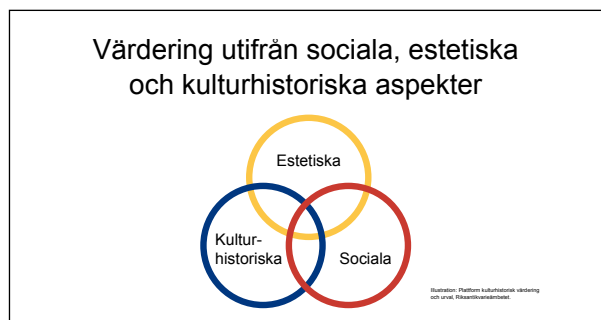 Värdering utifrån sociala, estetiska
och kulturhistoriska aspekter
Estetiska
Kultur-
historiska
Sociala
Illustration: Plattform kulturhistorisk värdering
och urval, Riksantikvarieämbetet.